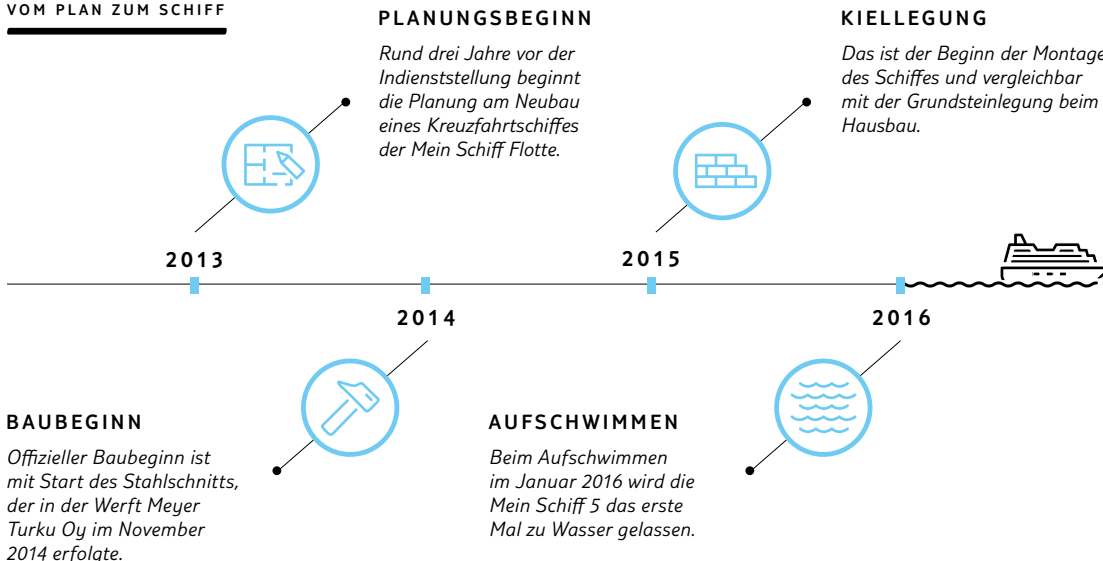 VOM PLAN ZUM SCHIFF
PLANUNGSBEGINN
Rund drei Jahre vor der
Indienststellung beginnt
die Planung am Neubau
eines Kreuzfahrtschiffes
der Mein Schiff Flotte.
KIELLEGUNG
Das ist der Beginn der Montage
des Schiffes und vergleichbar
mit der Grundsteinlegung beim
Hausbau.
2013
2015
2014
2016
BAUBEGINN
Offizieller Baubeginn ist
mit Start des Stahlschnitts,
der in der Werft Meyer
Turku Oy im November
2014 erfolgte.
AUFSCHWIMMEN
Beim Aufschwimmen
im Januar 2016 wird die
Mein Schiff 5 das erste
Mal zu Wasser gelassen.